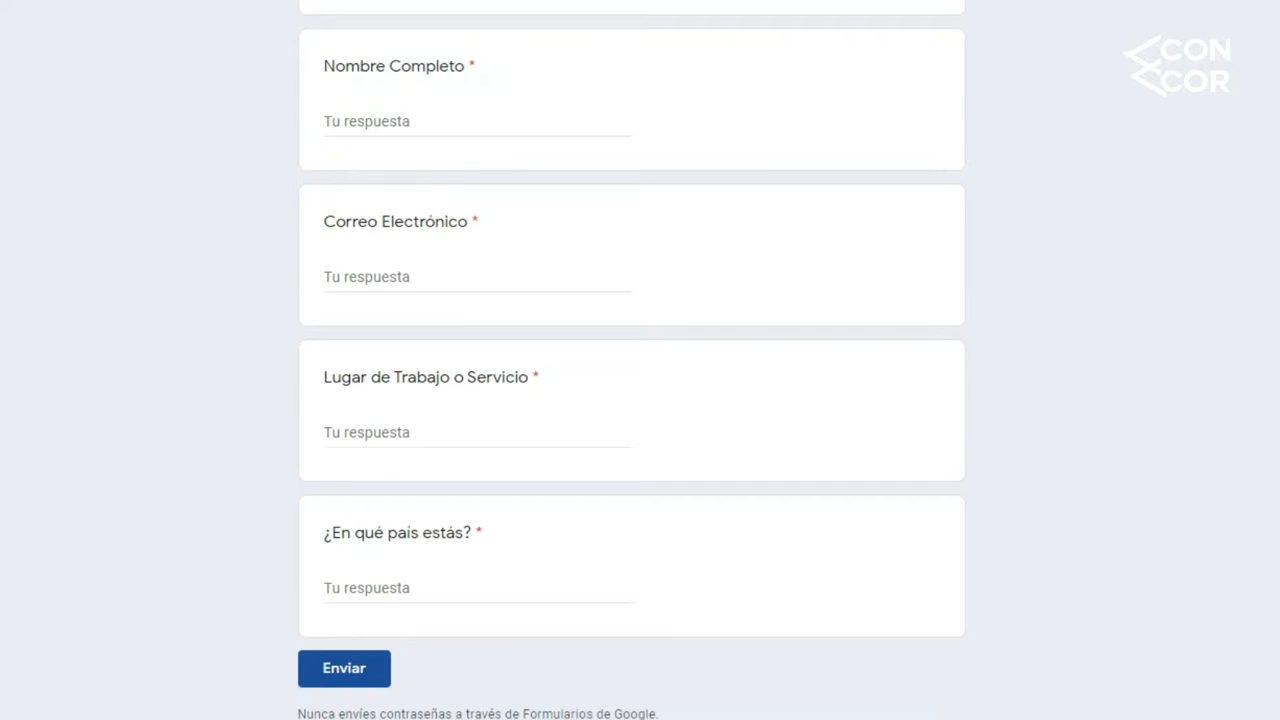 CON
COR
Nombre Completo *
Tu respuesta
Correo Electrónico *
Tu respuesta
Lugar de Trabajo o Servicio *
Tu respuesta
¿En qué país estás? *
Tu respuesta
Enviar
Nunca envíes contraseñas a través de Formularios de Google.